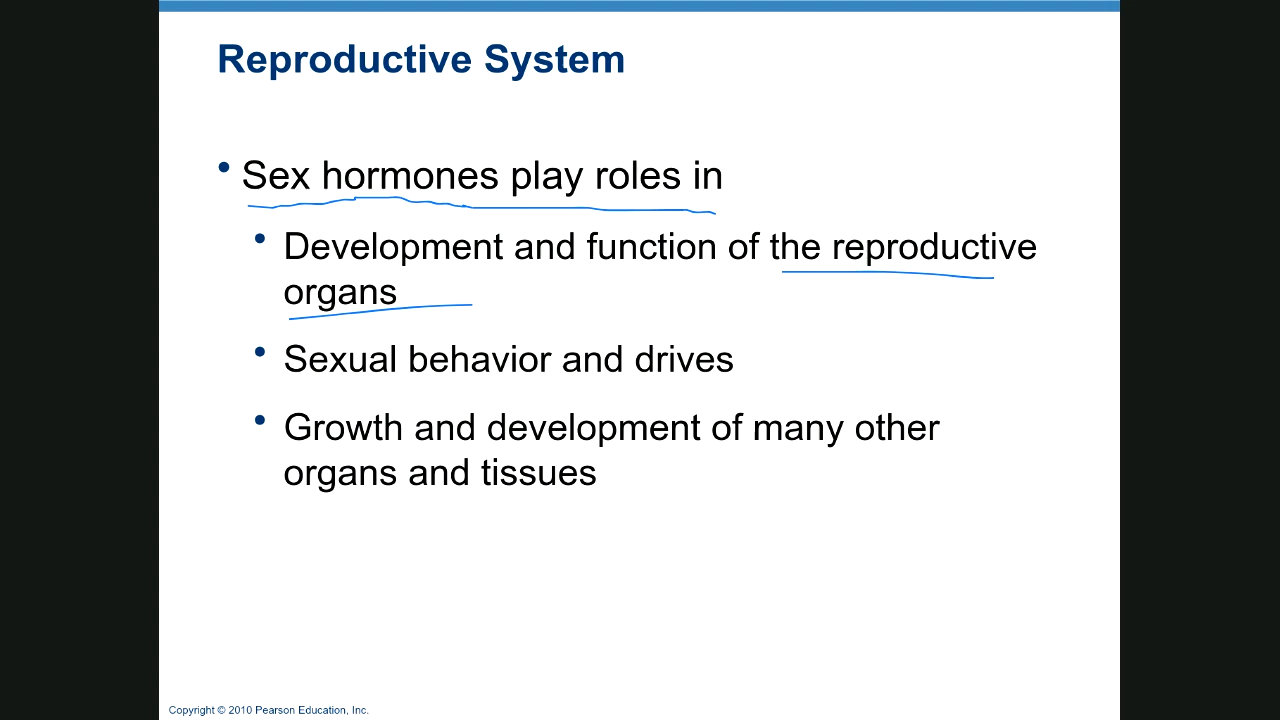 Reproductive System
• Sex hormones play roles in
• Development and function of the reproductive
organs
• Sexual behavior and drives
• Growth and development of many other
organs and tissues
Copyright © 2010 Pearson Education, Inc.